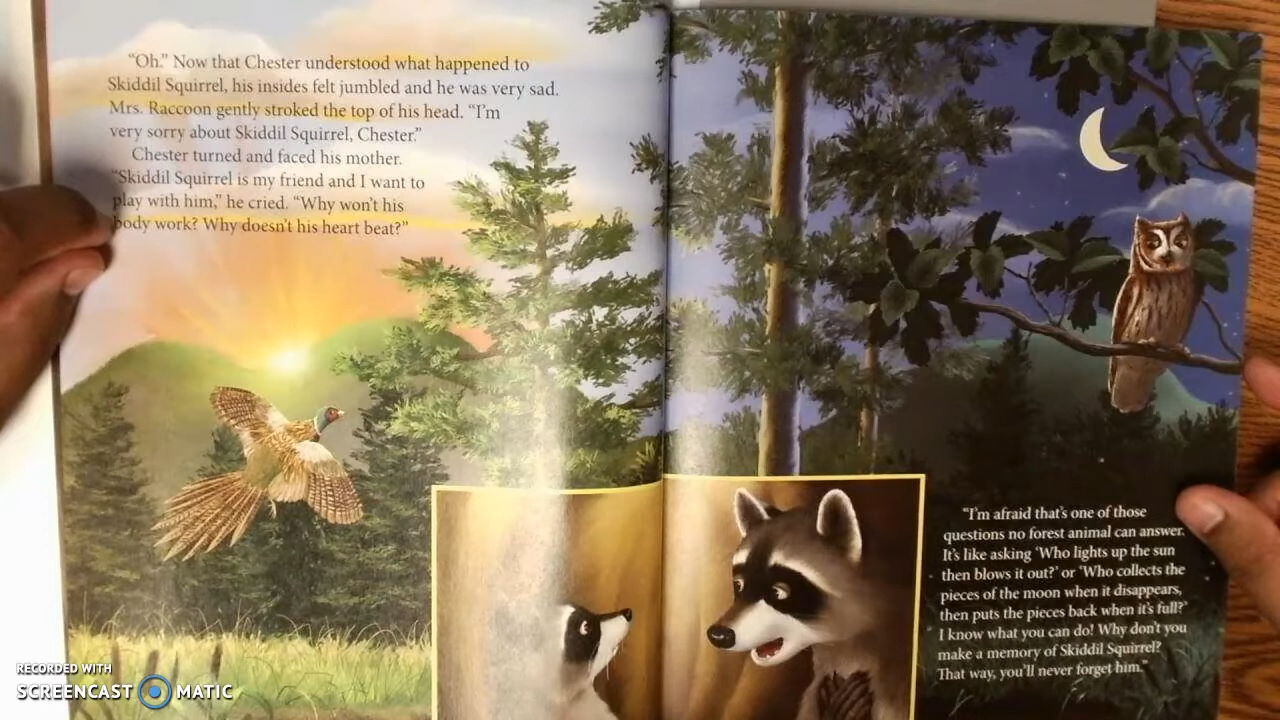 “Oh.” Now that Chester understood what happened to
Skiddil Squirrel, his insides felt jumbled and he was very sad.
Mrs. Raccoon gently stroked the top of his head. “I’m
very sorry about Skiddil Squirrel, Chester.”
Chester turned and faced his mother.
“Skiddil Squirrel is my friend and I want to
play with him,” he cried. “Why won’t his
body work? Why doesn’t his heart beat?”
“I’m afraid that’s one of those
questions no forest animal can answer.
It’s like asking ‘Who lights up the sun
then blows it out?’ or ‘Who collects the
pieces of the moon when it disappears,
then puts the pieces back when it’s full?’
I know what you can do! Why don’t you
make a memory of Skiddil Squirrel?
That way, you’ll never forget him.”
RECORDED WITH
SCREENCAST MATIC